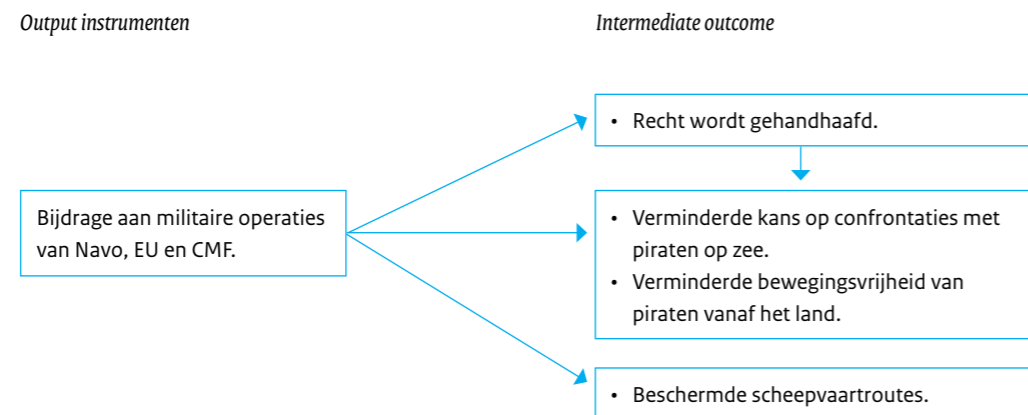 Output instrumenten
Intermediate outcome
• Recht wordt gehandhaafd.
Bijdrage aan militaire operaties
van Navo, EU en CMF.
• Verminderde kans op confrontaties met
piraten op zee.
• Verminderde bewegingsvrijheid van
piraten vanaf het land.
• Beschermde scheepvaartroutes.